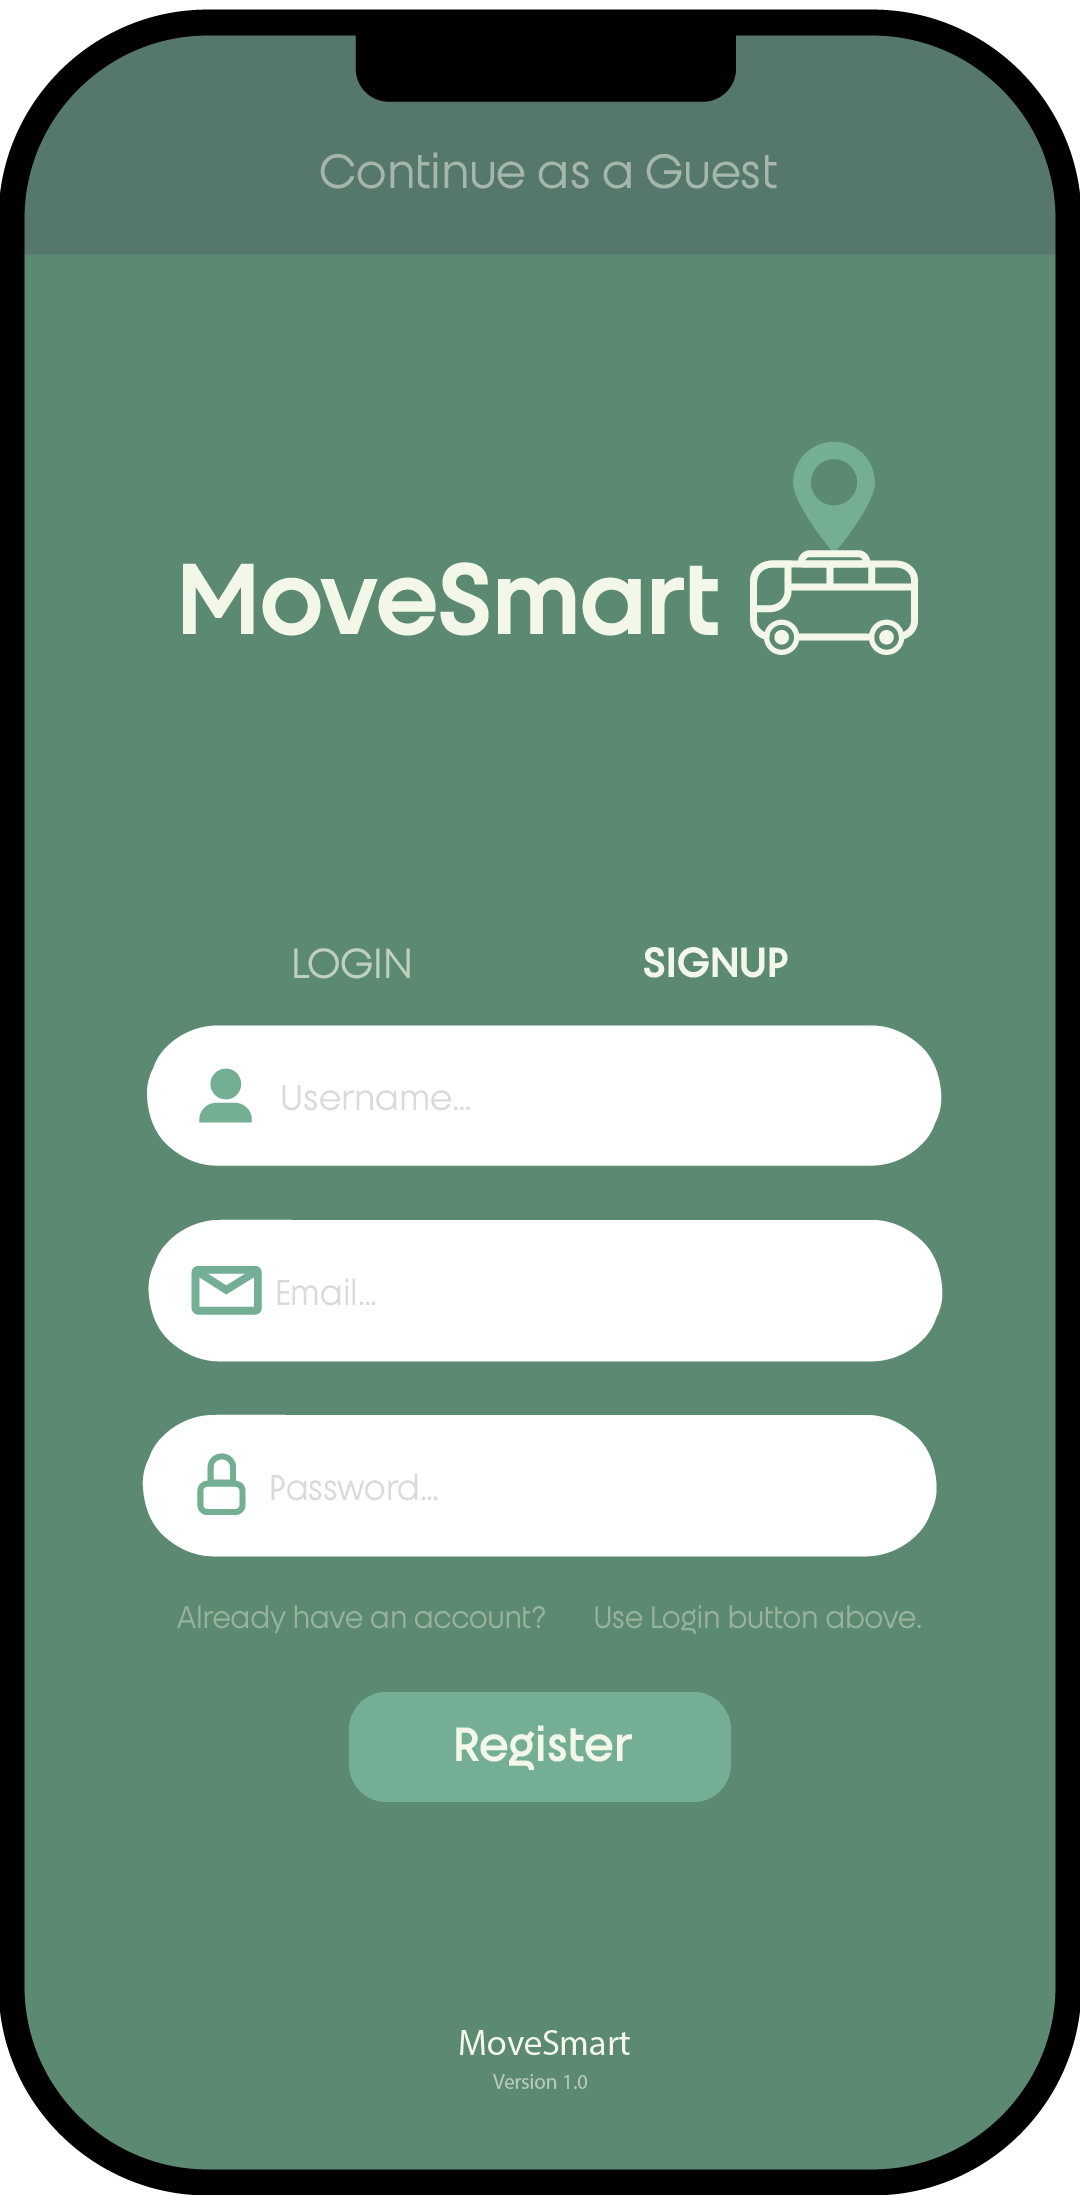 Continue as a Guest
MoveSmart
LOGIN SIGNUP
Username...
Email...
Password...
Already have an account? Use Login button above.
Register
MoveSmart
Version 1.0